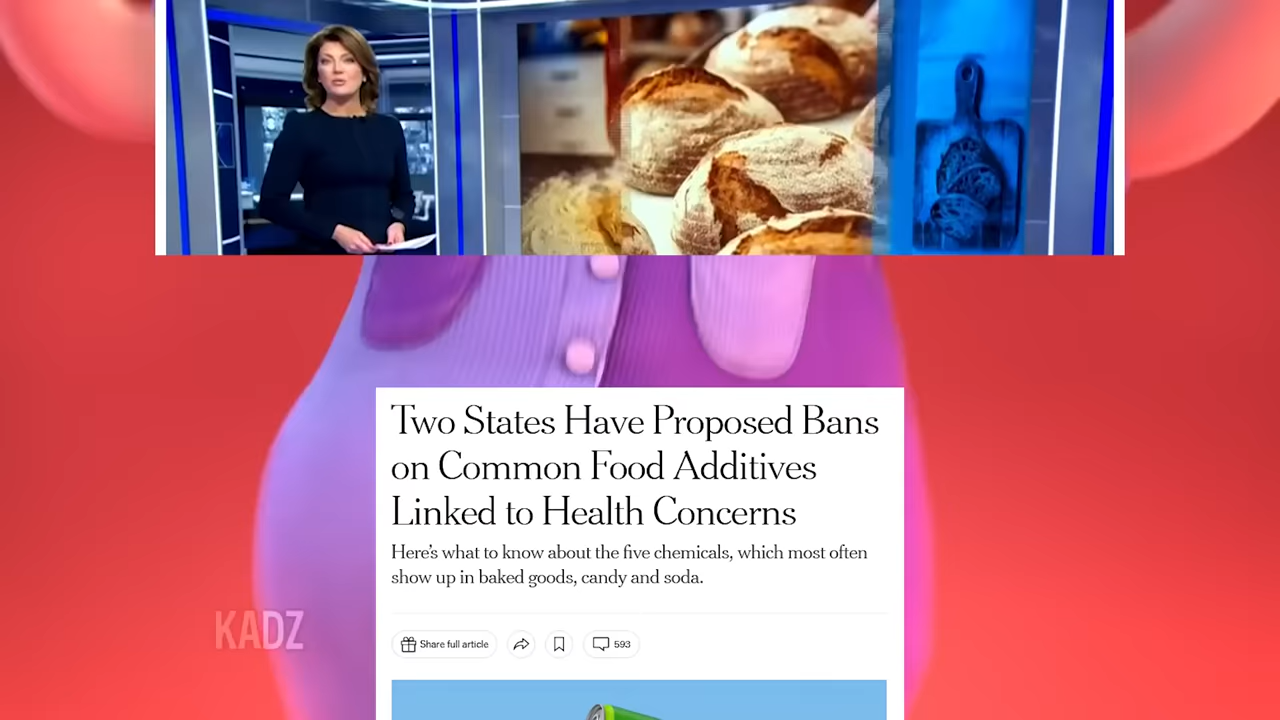 Two States Have Proposed Bans
on Common Food Additives
Linked to Health Concerns
Here's what to know about the five chemicals, which most often
show up in baked goods, candy and soda.
KADZ
Share full article
593